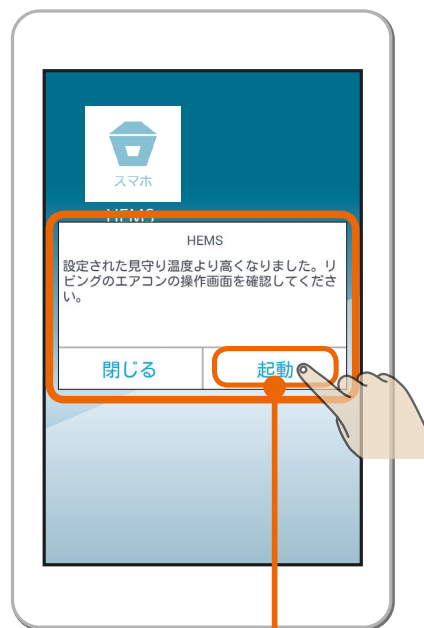 スマホ
HEMS
HEMS
設定された見守り温度より高くなりました。リ
ビングのエアコンの操作画面を確認してくださ
い。
閉じる
起動